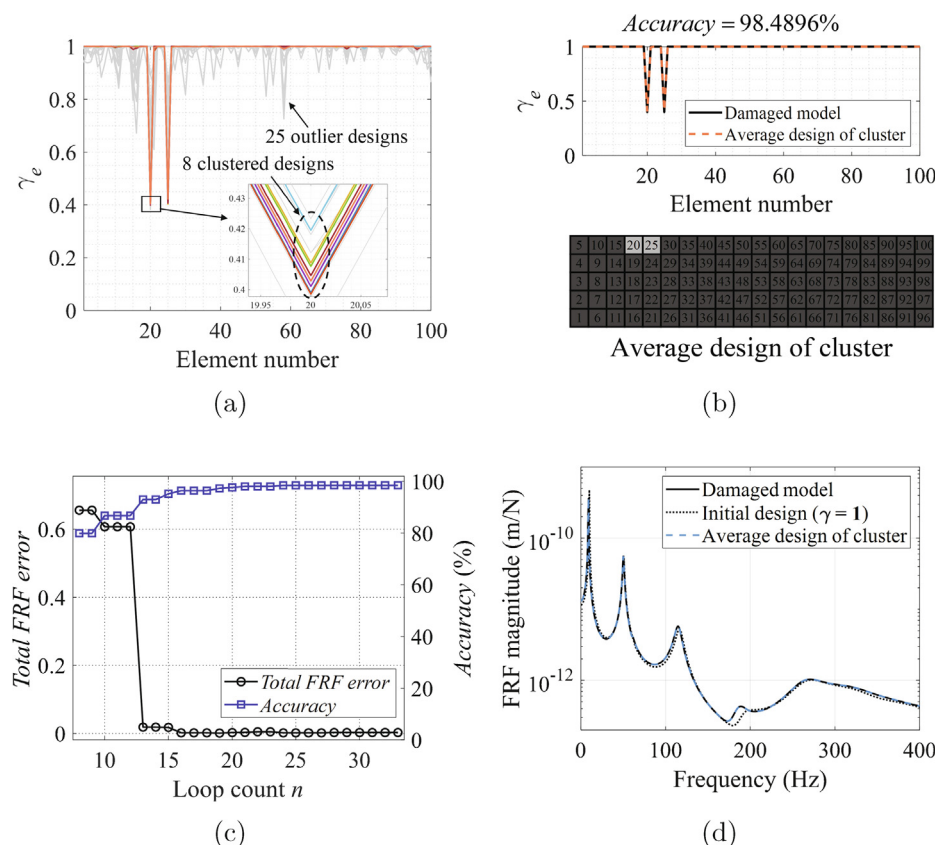 1
0.8
0.6
0.4
0.2
0
γe
20 40 60 80 100
Element number
25 outlier designs
8 clustered designs
0.43
0.42
0.41
0.4
19.95 20 20.05
(a)
Accuracy = 98.4896%
1
0.5
0
γe
Damaged model
Average design of cluster
20 40 60 80 100
Element number
5 10 15 20 25 30 35 40 45 50 55 60 65 70 75 80 85 90 95 100
4 9 14 19 24 29 34 39 44 49 54 59 64 69 74 79 84 89 94 99
3 8 13 18 23 28 33 38 43 48 53 58 63 68 73 78 83 88 93 98
2 7 12 17 22 27 32 37 42 47 52 57 62 67 72 77 82 87 92 97
1 6 11 16 21 26 31 36 41 46 51 56 61 66 71 76 81 86 91 96
Average design of cluster
(b)
Total FRF error
0.6
0.4
0.2
0
100
80
60
40
20
0
Accuracy (%)
Total FRF error
Accuracy
10 15 20 25 30
Loop count n
(c)
FRF magnitude (m/N)
10-10
10-12
Damaged model
Initial design (γ = 1)
Average design of cluster
0 100 200 300 400
Frequency (Hz)
(d)